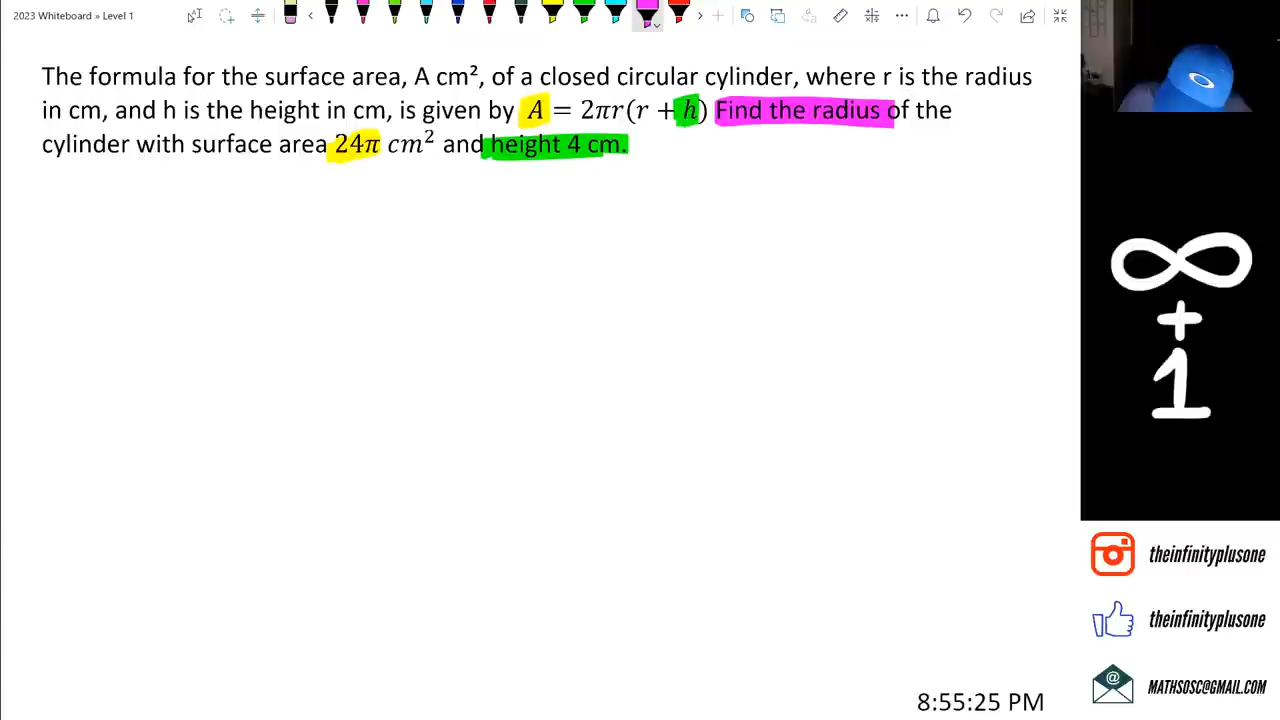 2023 Whiteboard » Level 1
The formula for the surface area, A cm², of a closed circular cylinder, where r is the radius
in cm, and h is the height in cm, is given by A = 2πr(r + h) Find the radius of the
cylinder with surface area 24π cm² and height 4 cm.
∞
+
1
theinfinityplusone
theinfinityplusone
@
MATHSOSC@GMAIL.COM
8:55:25 PM